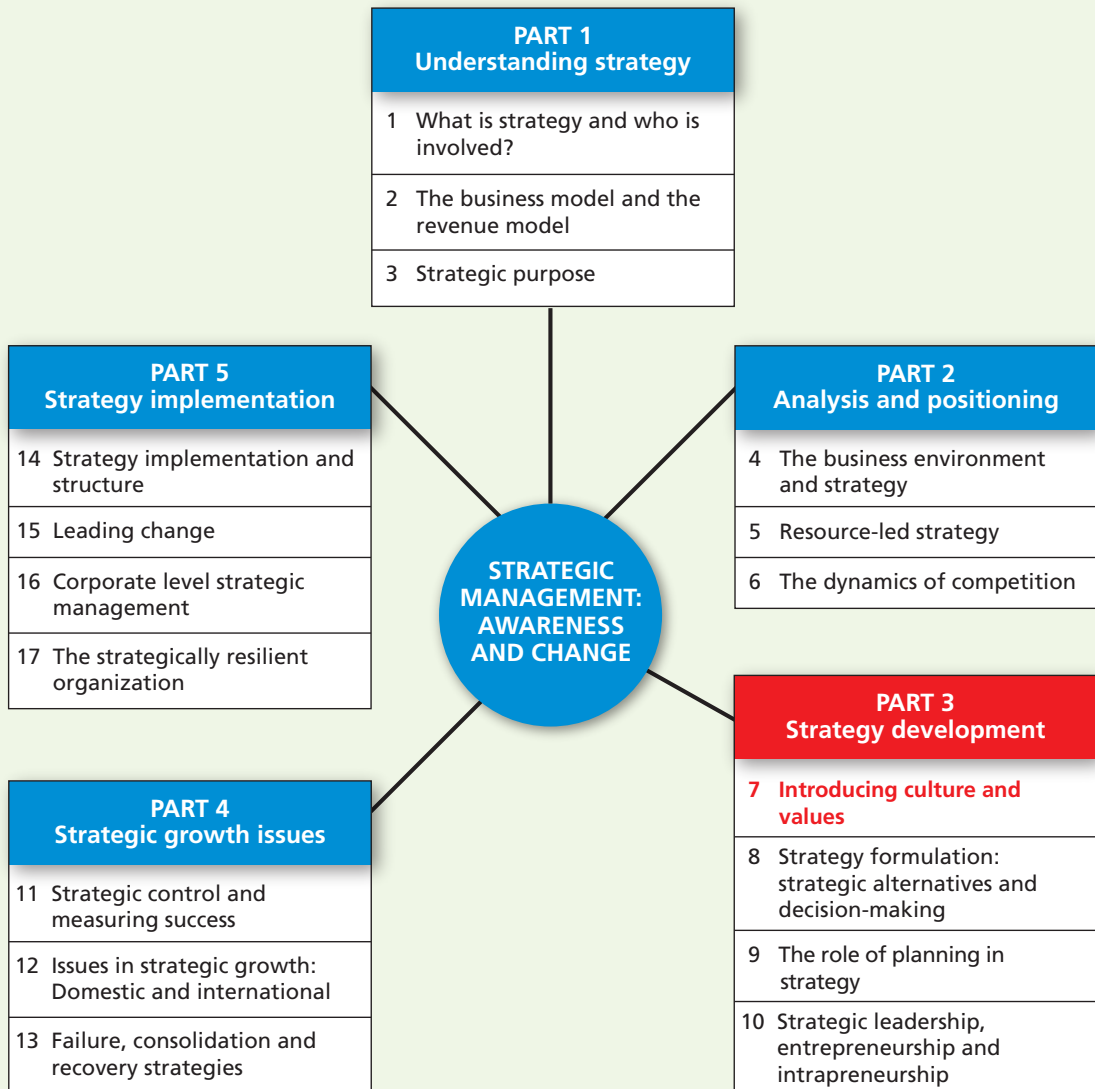 PART 1
Understanding strategy
1 What is strategy and who is
involved?
2 The business model and the
revenue model
3 Strategic purpose
PART 5
Strategy implementation
14 Strategy implementation and
structure
15 Leading change
16 Corporate level strategic
management
17 The strategically resilient
organization
PART 2
Analysis and positioning
4 The business environment
and strategy
5 Resource-led strategy
6 The dynamics of competition
STRATEGIC
MANAGEMENT:
AWARENESS
AND CHANGE
PART 3
Strategy development
7 Introducing culture and
values
8 Strategy formulation:
strategic alternatives and
decision-making
9 The role of planning in
strategy
10 Strategic leadership,
entrepreneurship and
intrapreneurship
PART 4
Strategic growth issues
11 Strategic control and
measuring success
12 Issues in strategic growth:
Domestic and international
13 Failure, consolidation and
recovery strategies